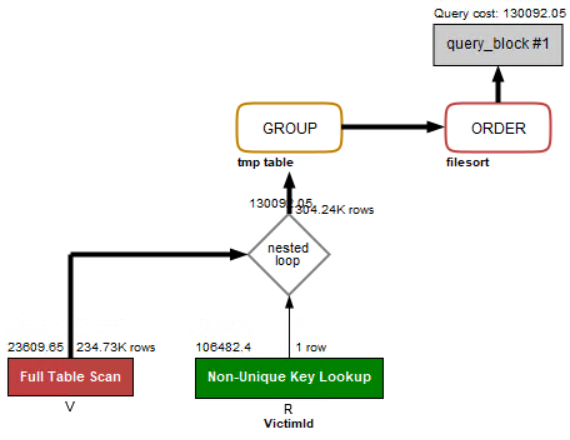 Query cost: 130092.05
query_block #1
GROUP
ORDER
tmp table
filesort
130092.05
304.24K rows
nested
loop
23609.65
234.73K rows
106482.4
1 row
Full Table Scan
Non-Unique Key Lookup
V
R
VictimId